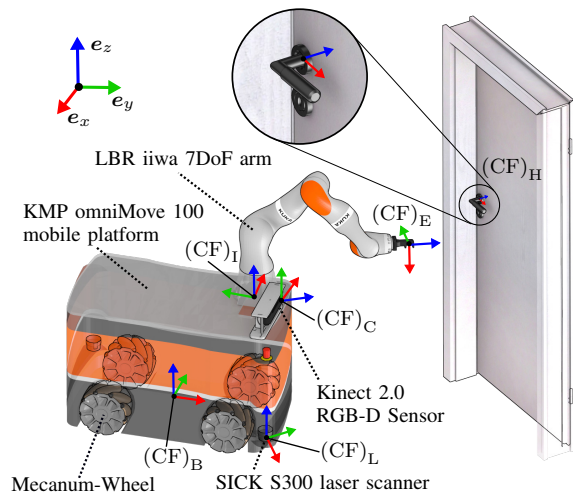 e_z
e_y
e_x
LBR iiwa 7DoF arm
KMP omniMove 100
mobile platform
(CF)_I
(CF)_E
(CF)_H
(CF)_C
KUKA
Kinect 2.0
RGB-D Sensor
(CF)_B
(CF)_L
Mecanum-Wheel
SICK S300 laser scanner